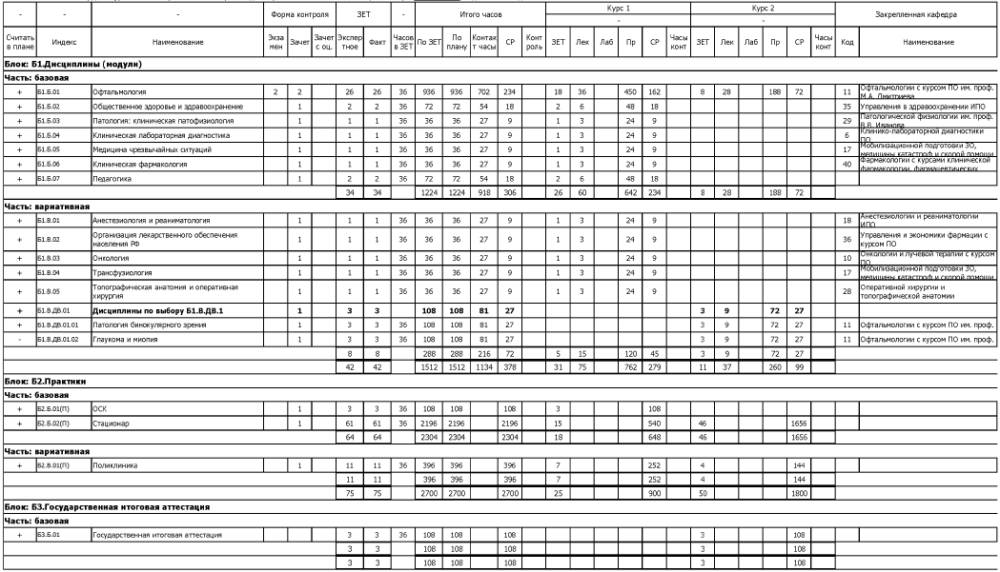 - - - Форма контроля ЗЕТ - Итого часов Курс 1 Курс 2 Закрепленная кафедра
- -
Считать в плане Индекс Наименование Экза мен Зачет Зачет с оц. Экспер тное Факт Часов в ЗЕТ По ЗЕТ По плану Контак т часы СР Конт роль ЗЕТ Лек Лаб Пр СР Часы конт ЗЕТ Лек Лаб Пр СР Часы конт Код Наименование
Блок: Б1.Дисциплины (модули)
Часть: базовая
+ Б1.Б.01 Офтальмология 2 2 26 26 36 936 936 702 234 18 36 450 162 8 28 188 72 11 Офтальмологии с курсом ПО им. проф. М.А. Дмитриева
+ Б1.Б.02 Общественное здоровье и здравоохранение 1 2 2 36 72 72 54 18 2 6 48 18 35 Управления в здравоохранении ИПО
+ Б1.Б.03 Патология: клиническая патофизиология 1 1 1 36 36 36 27 9 1 3 24 9 29 Патологической физиологии им. проф. В.В. Иванова
+ Б1.Б.04 Клиническая лабораторная диагностика 1 1 1 36 36 36 27 9 1 3 24 9 6 Клинико-лабораторной диагностики ПО
+ Б1.Б.05 Медицина чрезвычайных ситуаций 1 1 1 36 36 36 27 9 1 3 24 9 17 Мобилизационной подготовки ЗО, медицины катастроф и скорой помощи
+ Б1.Б.06 Клиническая фармакология 1 1 1 36 36 36 27 9 1 3 24 9 40 Фармакологии с курсами клинической фармакологии, фармацевтических
+ Б1.Б.07 Педагогика 1 2 2 36 72 72 54 18 2 6 48 18
34 34 1224 1224 918 306 26 60 642 234 8 28 188 72
Часть: вариативная
+ Б1.В.01 Анестезиология и реаниматология 1 1 1 36 36 36 27 9 1 3 24 9 18 Анестезиологии и реаниматологии ИПО
+ Б1.В.02 Организация лекарственного обеспечения населения РФ 1 1 1 36 36 36 27 9 1 3 24 9 36 Управления и экономики фармации с курсом ПО
+ Б1.В.03 Онкология 1 1 1 36 36 36 27 9 1 3 24 9 10 Онкологии и лучевой терапии с курсом ПО
+ Б1.В.04 Трансфузиология 1 1 1 36 36 36 27 9 1 3 24 9 17 Мобилизационной подготовки ЗО, медицины катастроф и скорой помощи
+ Б1.В.05 Топографическая анатомия и оперативная хирургия 1 1 1 36 36 36 27 9 1 3 24 9 28 Оперативной хирургии и топографической анатомии
+ Б1.В.ДВ.01 Дисциплины по выбору Б1.В.ДВ.1 1 3 3 108 108 81 27 3 9 72 27
+ Б1.В.ДВ.01.01 Патология бинокулярного зрения 1 3 3 36 108 108 81 27 3 9 72 27 11 Офтальмологии с курсом ПО им. проф.
- Б1.В.ДВ.01.02 Глаукома и миопия 1 3 3 36 108 108 81 27 3 9 72 27 11 Офтальмологии с курсом ПО им. проф.
8 8 288 288 216 72 5 15 120 45 3 9 72 27
42 42 1512 1512 1134 378 31 75 762 279 11 37 260 99
Блок: Б2.Практики
Часть: базовая
+ Б2.Б.01(П) ОСК 1 3 3 36 108 108 108 3 108
+ Б2.Б.02(П) Стационар 1 61 61 36 2196 2196 2196 15 540 46 1656
64 64 2304 2304 2304 18 648 46 1656
Часть: вариативная
+ Б2.В.01(П) Поликлиника 1 11 11 36 396 396 396 7 252 4 144
11 11 396 396 396 7 252 4 144
75 75 2700 2700 2700 25 900 50 1800
Блок: Б3.Государственная итоговая аттестация
Часть: базовая
+ Б3.Б.01 Государственная итоговая аттестация 3 3 36 108 108 108 3 108
3 3 108 108 108 3 108
3 3 108 108 108 3 108